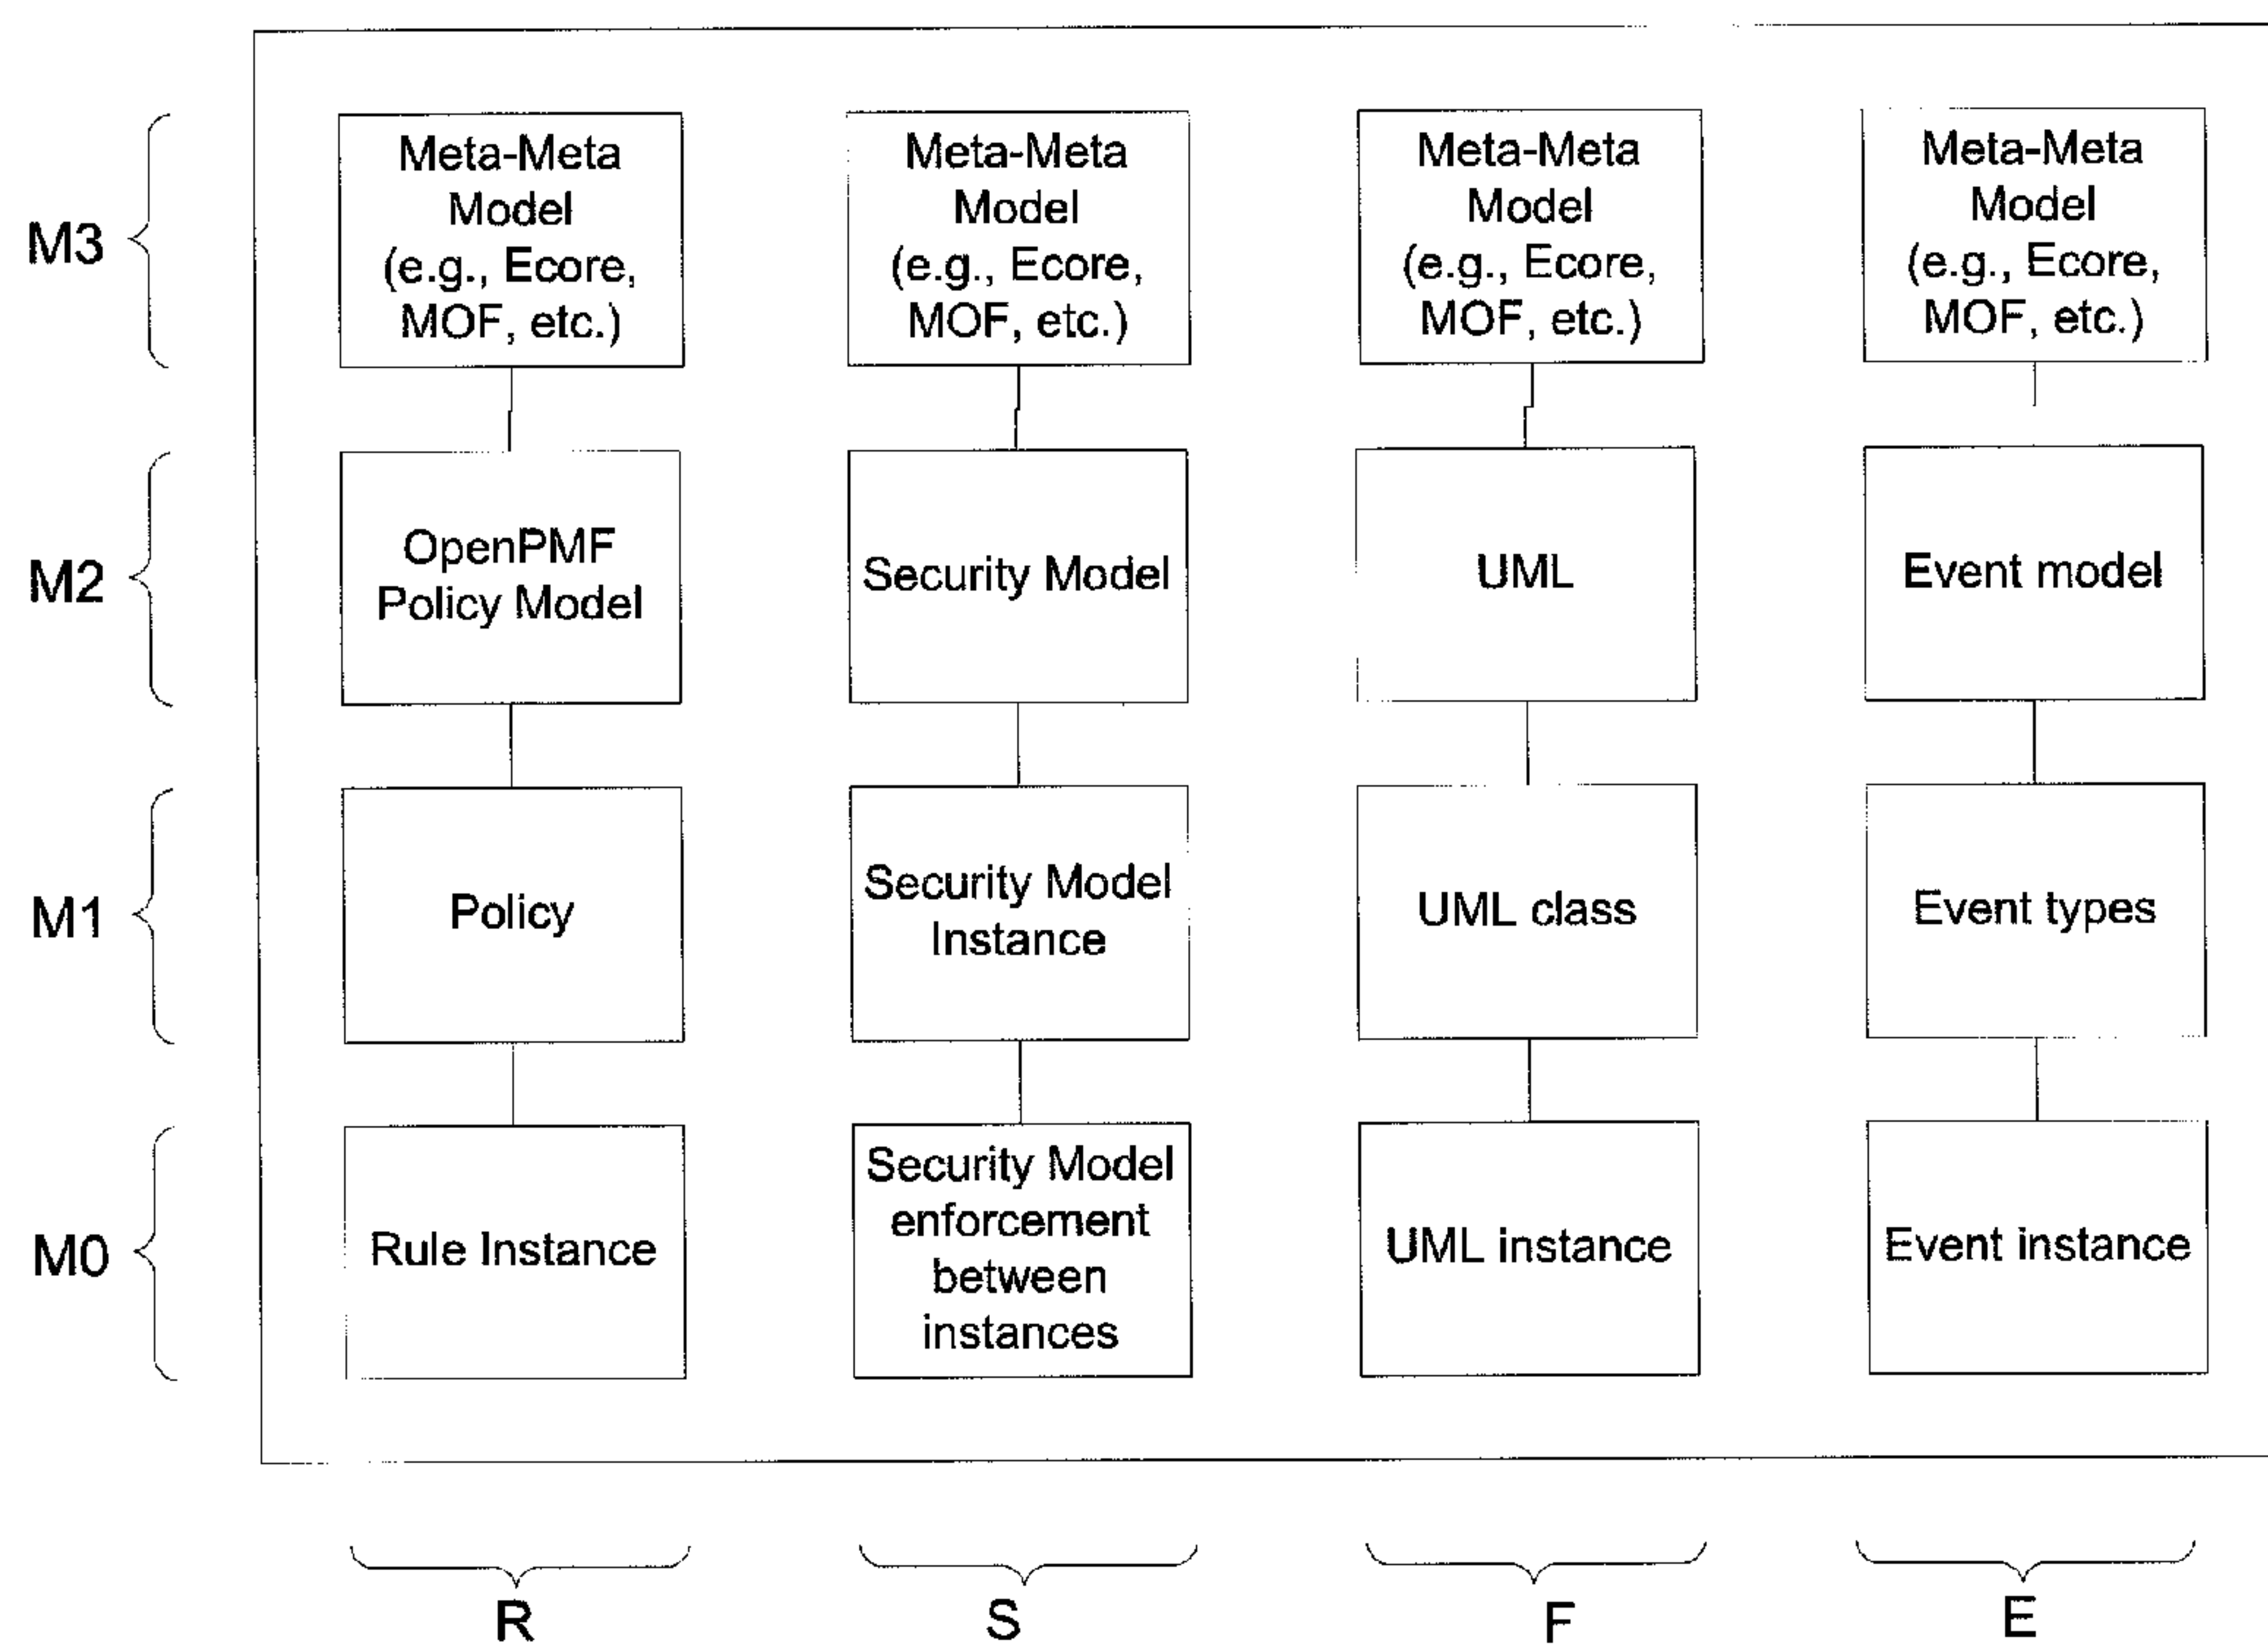 M3
Meta-Meta
Model
(e.g., Ecore,
MOF, etc.)
Meta-Meta
Model
(e.g., Ecore,
MOF, etc.)
Meta-Meta
Model
(e.g., Ecore,
MOF, etc.)
Meta-Meta
Model
(e.g., Ecore,
MOF, etc.)
M2
OpenPMF
Policy Model
Security Model
UML
Event model
M1
Policy
Security Model
Instance
UML class
Event types
M0
Rule Instance
Security Model
enforcement
between
instances
UML instance
Event instance
R
S
F
E